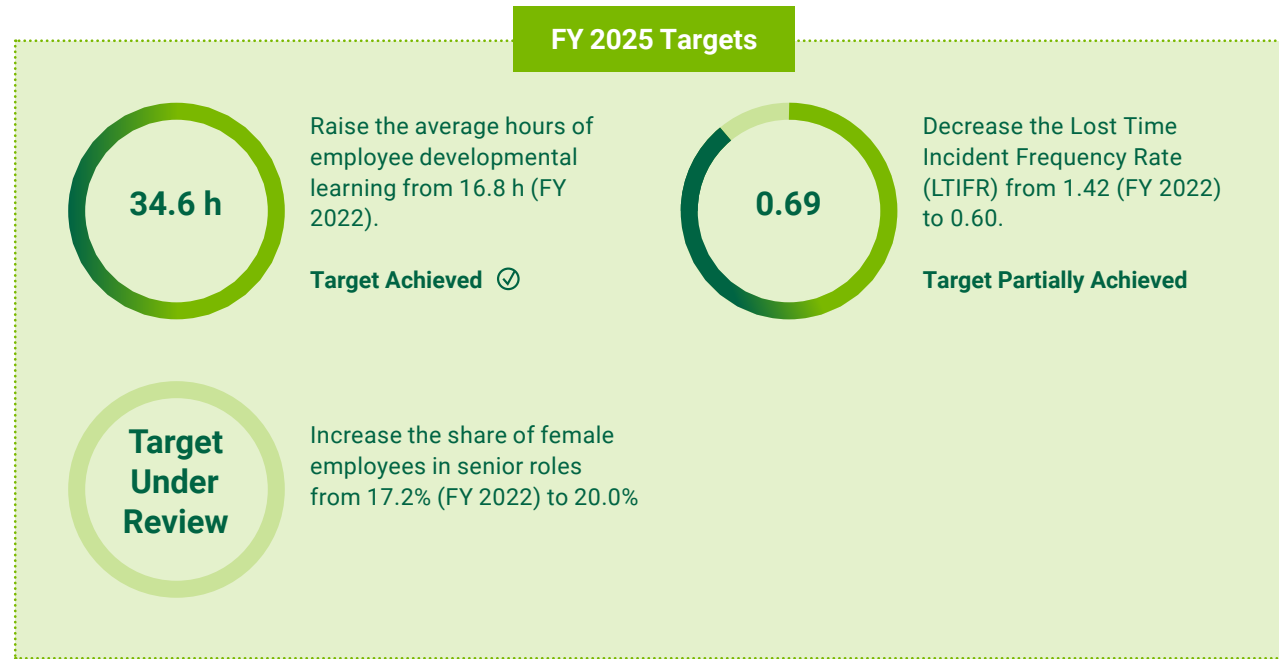 FY 2025 Targets
34.6 h
Raise the average hours of
employee developmental
learning from 16.8 h (FY
2022).
Target Achieved
0.69
Decrease the Lost Time
Incident Frequency Rate
(LTIFR) from 1.42 (FY 2022)
to 0.60.
Target Partially Achieved
Target
Under
Review
Increase the share of female
employees in senior roles
from 17.2% (FY 2022) to 20.0%